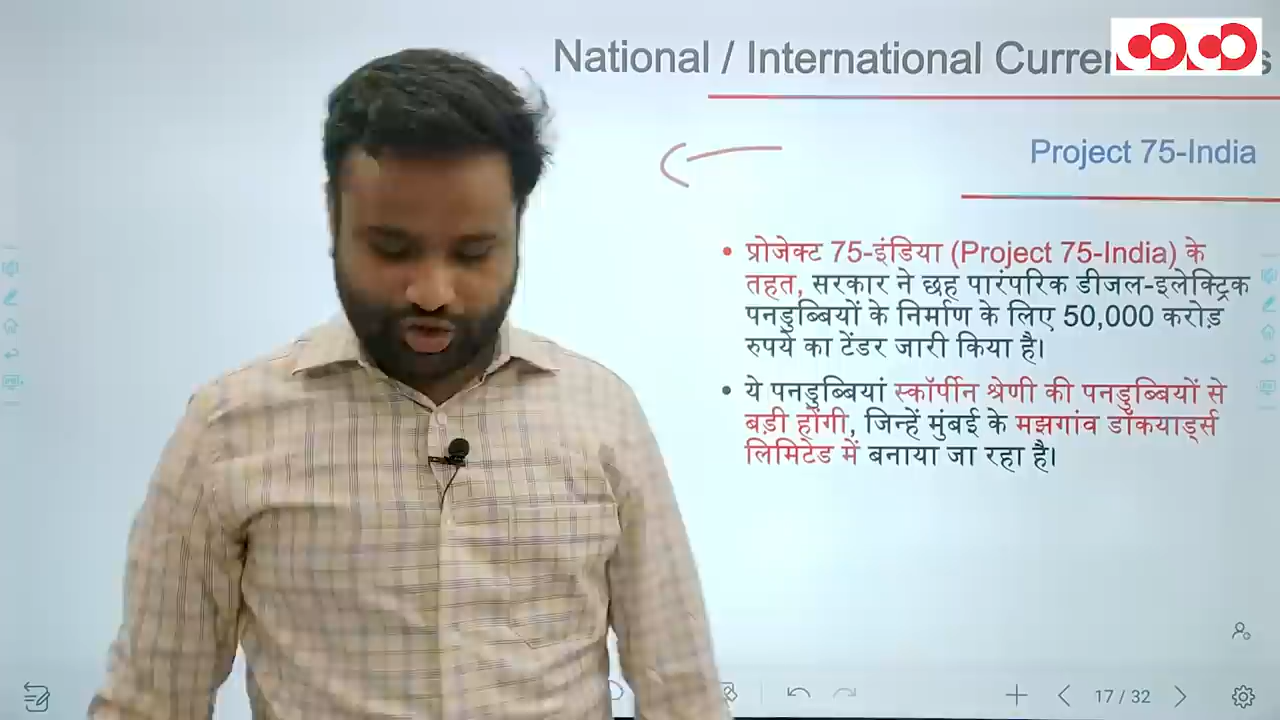 National / International Curre
Project 75-India
• प्रोजेक्ट 75-इंडिया (Project 75-India) के
तहत, सरकार ने छह पारंपरिक डीजल-इलेक्ट्रिक
पनडुब्बियों के निर्माण के लिए 50,000 करोड़
रुपये का टेंडर जारी किया है।
• ये पनडुब्बियां स्कॉर्पीन श्रेणी की पनडुब्बियों से
बड़ी होंगी, जिन्हें मुंबई के मझगांव डॉकयार्ड्स
लिमिटेड में बनाया जा रहा है।
17 / 32